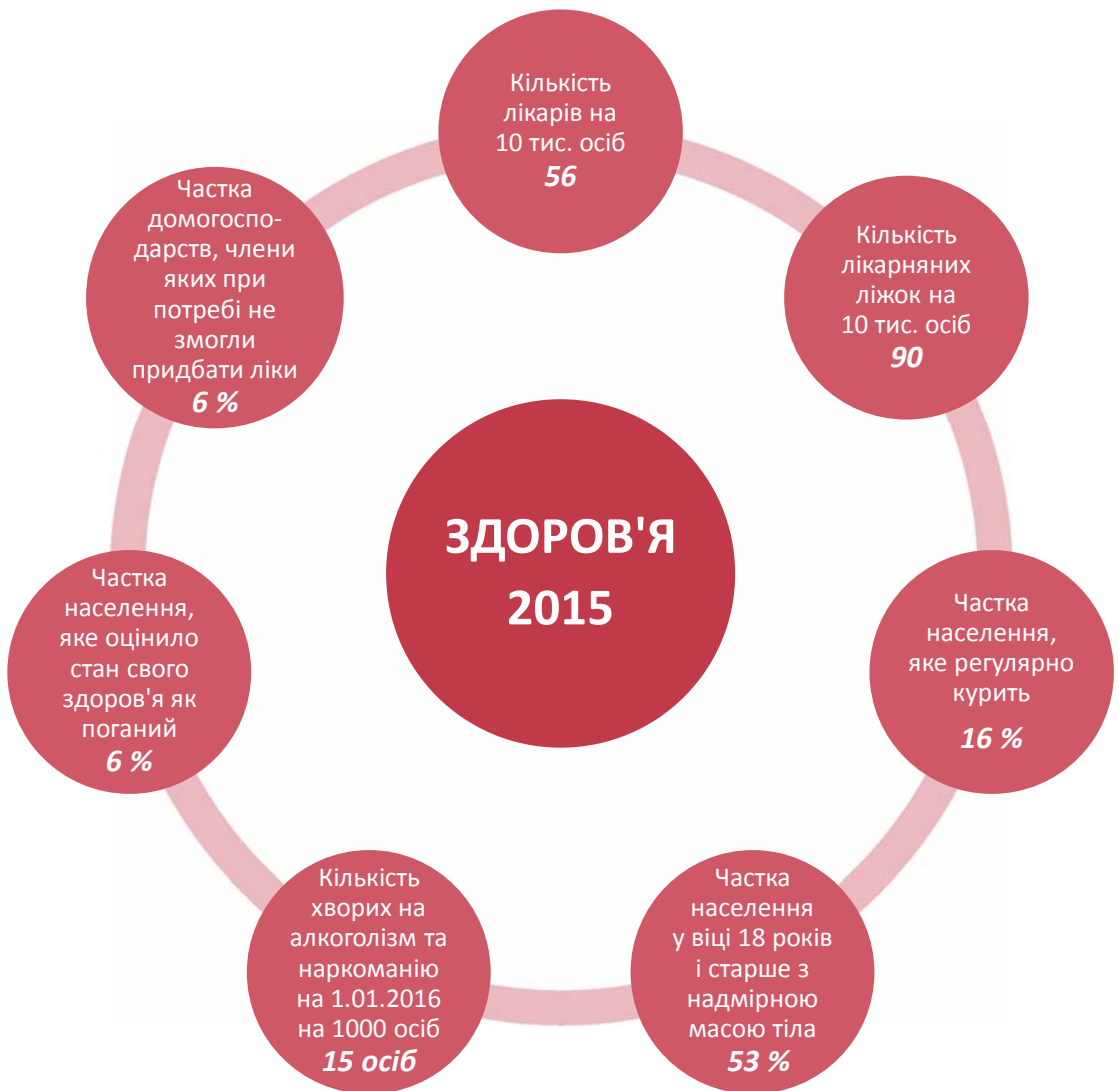 Кількість
лікарів на
10 тис. осіб
56
Кількість
лікарняних
ліжок на
10 тис. осіб
90
Частка
населення,
яке регулярно
курить
16 %
Частка
населення
у віці 18 років
і старше з
надмірною
масою тіла
53 %
Кількість
хворих на
алкоголізм та
наркоманію
на 1.01.2016
на 1000 осіб
15 осіб
Частка
населення,
яке оцінило
стан свого
здоров'я як
поганий
6 %
Частка
домогоспо-
дарств, члени
яких при
потребі не
змогли
придбати ліки
6 %
ЗДОРОВ'Я
2015